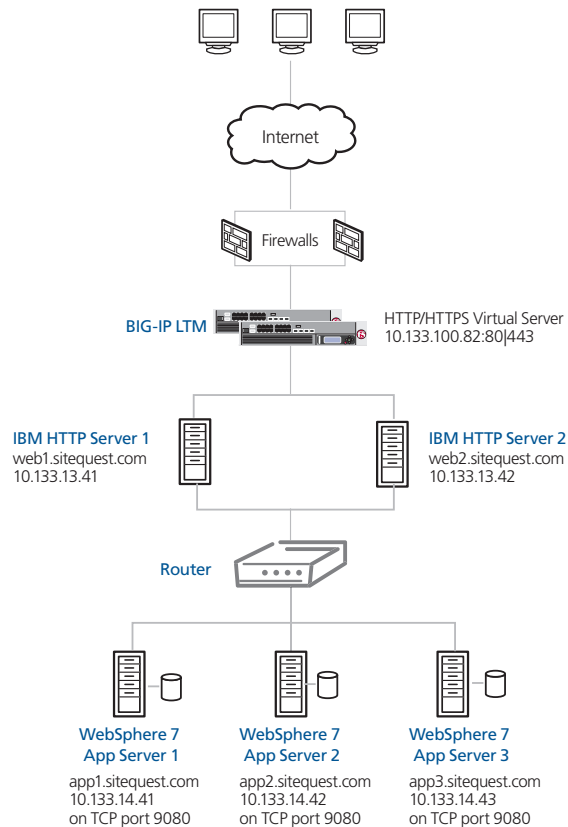 Internet
Firewalls
BIG-IP LTM
HTTP/HTTPS Virtual Server
10.133.100.82:80|443
IBM HTTP Server 1
web1.sitequest.com
10.133.13.41
IBM HTTP Server 2
web2.sitequest.com
10.133.13.42
Router
WebSphere 7
App Server 1
app1.sitequest.com
10.133.14.41
on TCP port 9080
WebSphere 7
App Server 2
app2.sitequest.com
10.133.14.42
on TCP port 9080
WebSphere 7
App Server 3
app3.sitequest.com
10.133.14.43
on TCP port 9080